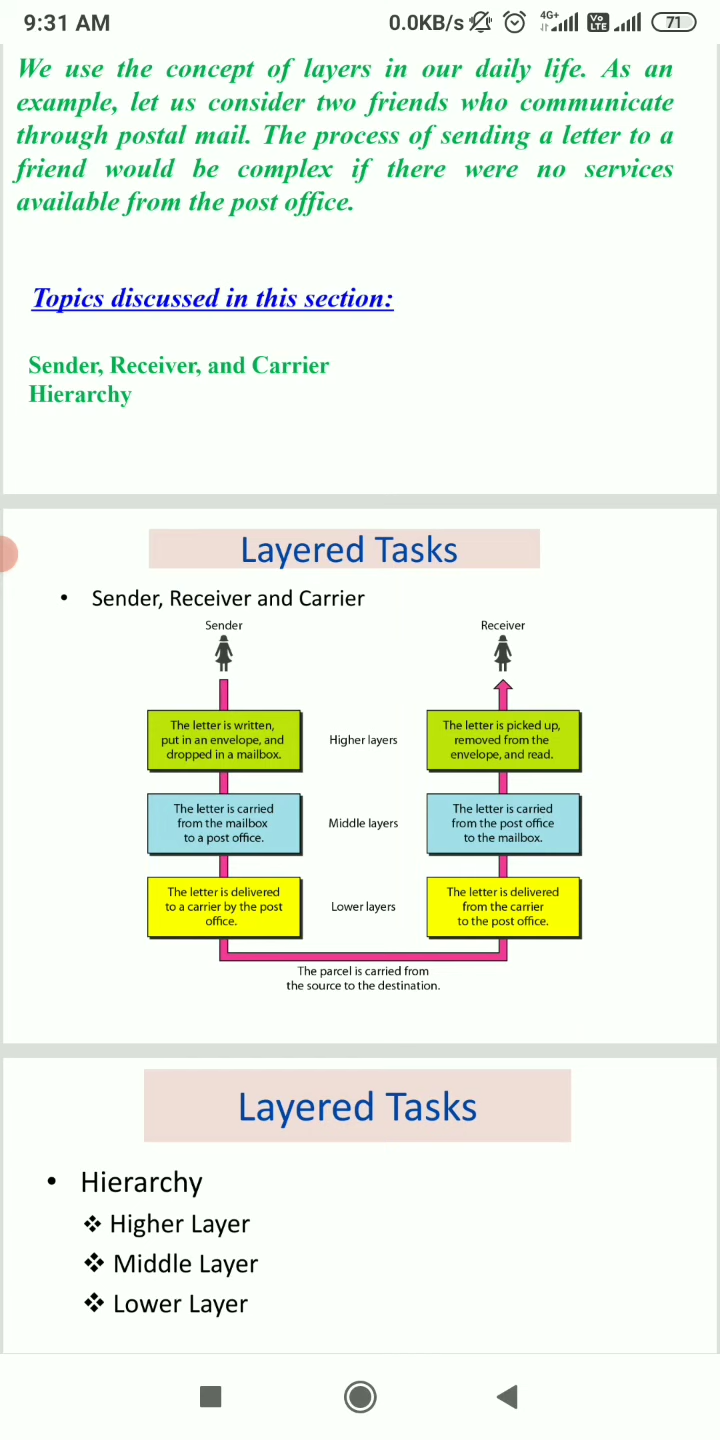 9:31 AM
0.0KB/s 4G+ Vo LTE 71
We use the concept of layers in our daily life. As an
example, let us consider two friends who communicate
through postal mail. The process of sending a letter to a
friend would be complex if there were no services
available from the post office.
Topics discussed in this section:
Sender, Receiver, and Carrier
Hierarchy
Layered Tasks
• Sender, Receiver and Carrier
Sender
Receiver
The letter is written,
put in an envelope, and
dropped in a mailbox.
Higher layers
The letter is picked up,
removed from the
envelope, and read.
The letter is carried
from the mailbox
to a post office.
Middle layers
The letter is carried
from the post office
to the mailbox.
The letter is delivered
to a carrier by the post
office.
Lower layers
The letter is delivered
from the carrier
to the post office.
The parcel is carried from
the source to the destination.
Layered Tasks
• Hierarchy
❖ Higher Layer
❖ Middle Layer
❖ Lower Layer